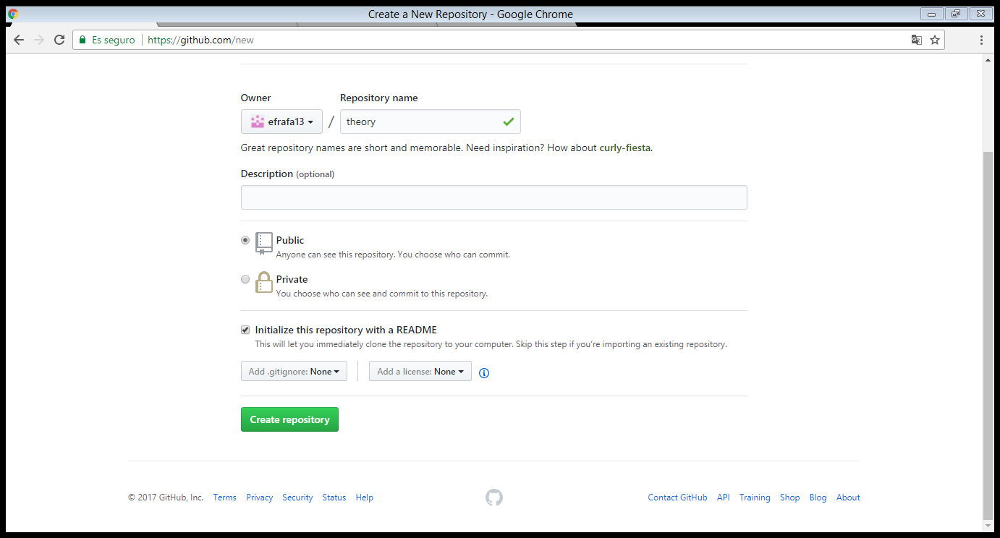 Create a New Repository - Google Chrome
Es seguro https://github.com/new
Owner Repository name
efrafa13 / theory
Great repository names are short and memorable. Need inspiration? How about curly-fiesta.
Description (optional)
Public
Anyone can see this repository. You choose who can commit.
Private
You choose who can see and commit to this repository.
Initialize this repository with a README
This will let you immediately clone the repository to your computer. Skip this step if you're importing an existing repository.
Add .gitignore: None Add a license: None
Create repository
© 2017 GitHub, Inc. Terms Privacy Security Status Help Contact GitHub API Training Shop Blog About